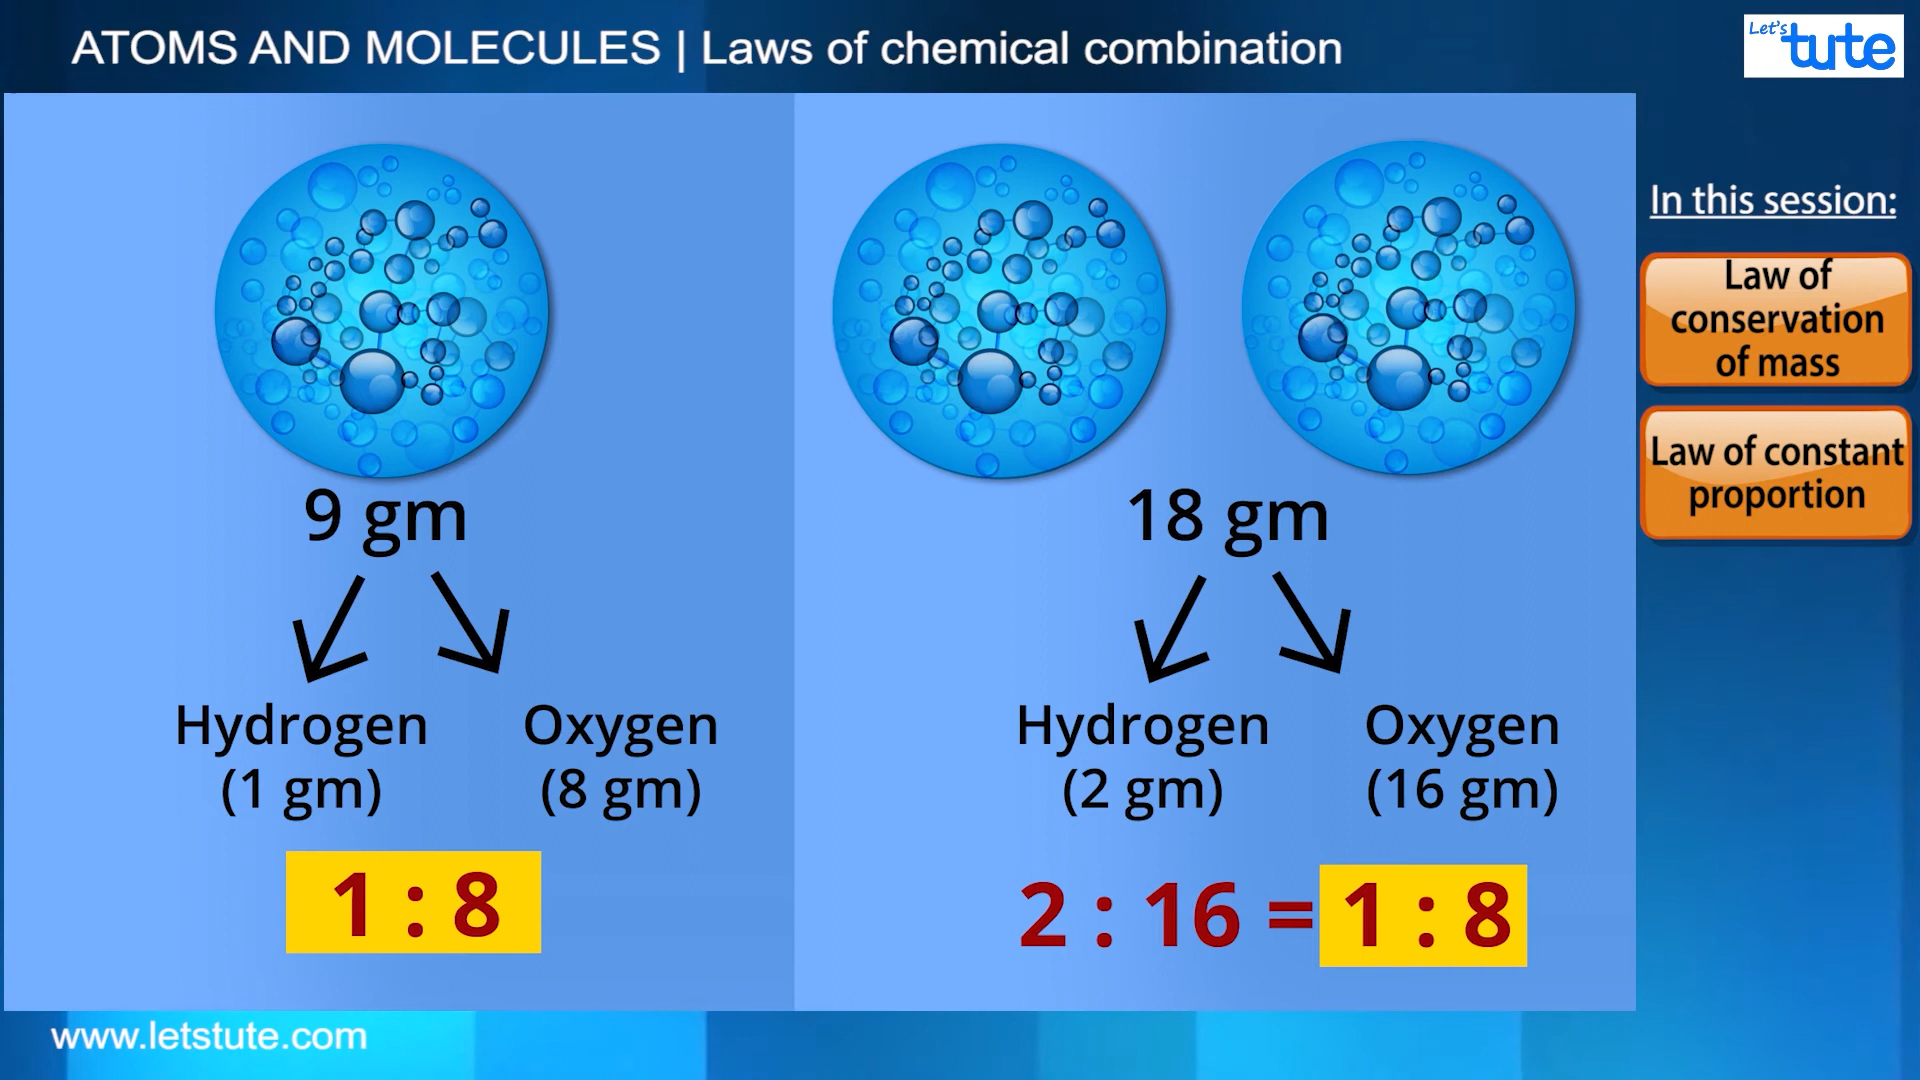 ATOMS AND MOLECULES | Laws of chemical combination
Let's tute
In this session:
Law of
conservation
of mass
Law of constant
proportion
9 gm
Hydrogen
(1 gm)
Oxygen
(8 gm)
1 : 8
18 gm
Hydrogen
(2 gm)
Oxygen
(16 gm)
2 : 16 = 1 : 8
www.letstute.com